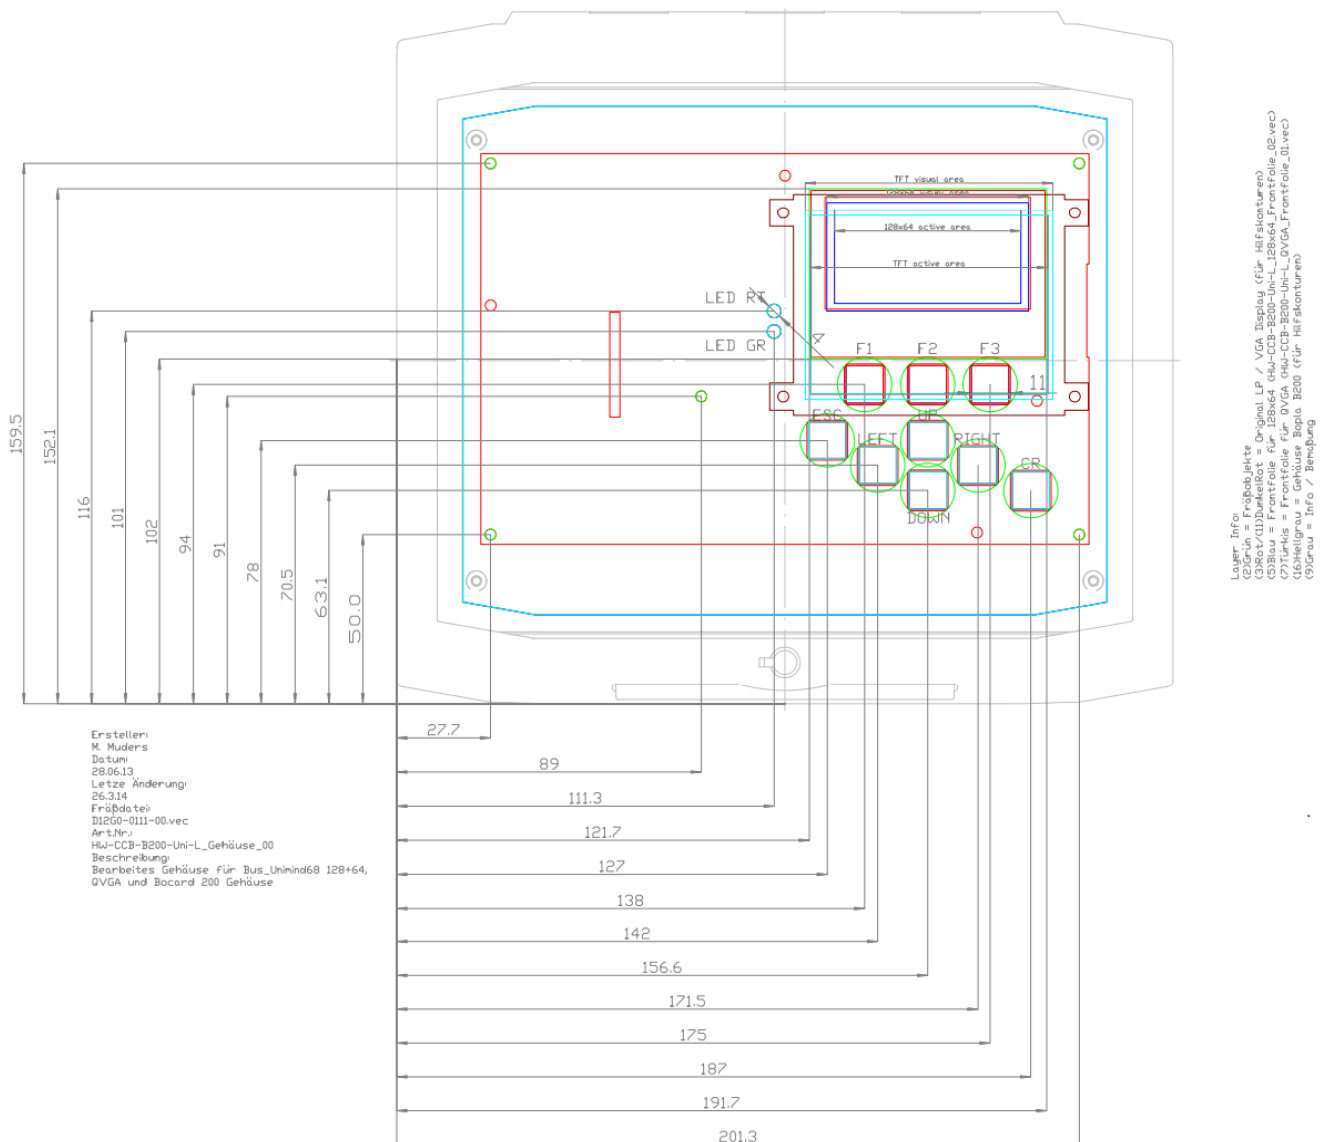 TFT visual area
128x64 visual area
128x64 active area
TFT active area
LED RT
LED GR
4
F1
F2
F3
11
ESC
UP
LEFT
RIGHT
CR
DOWN
159.5
152.1
116
101
102
94
91
78
70.5
63.1
50.0
27.7
89
111.3
121.7
127
138
142
156.6
171.5
175
187
191.7
201.3
Ersteller:
M. Muders
Datum:
28.06.13
Letze Änderung:
26.3.14
Fräßdatei:
D12G0-0111-00.vec
Art.Nr.:
HW-CCB-B200-Uni-L_Gehäuse_00
Beschreibung:
Bearbeites Gehäuse für Bus_Unimind68 128+64,
QVGA und Bocard 200 Gehäuse
Layer Info:
(2)Grün = Fräßobjekte
(3)Rot/(11)DunkelRot = Original LP / VGA Display (für Hilfskonturen)
(5)Blau = Frontfolie für 128x64 (HW-CCB-B200-Uni-L_128x64_Frontfolie_02.vec)
(7)Türkis = Frontfolie für QVGA (HW-CCB-B200-Uni-L_QVGA_Frontfolie_01.vec)
(16)Hellgrau = Gehäuse Bopla B200 (für Hilfskonturen)
(9)Grau = Info / Bemaßung